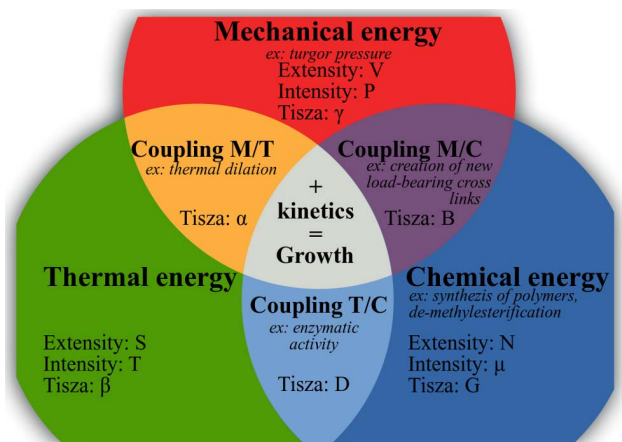 Mechanical energy
ex: turgor pressure
Extensity: V
Intensity: P
Tisza: γ
Coupling M/T
ex: thermal dilation
Tisza: α
Coupling M/C
ex: creation of new
load-bearing cross
links
Tisza: B
+
kinetics
=
Growth
Thermal energy
Extensity: S
Intensity: T
Tisza: β
Coupling T/C
ex: enzymatic
activity
Tisza: D
Chemical energy
ex: synthezis of polymers,
de-methylesterification
Extensity: N
Intensity: μ
Tisza: G